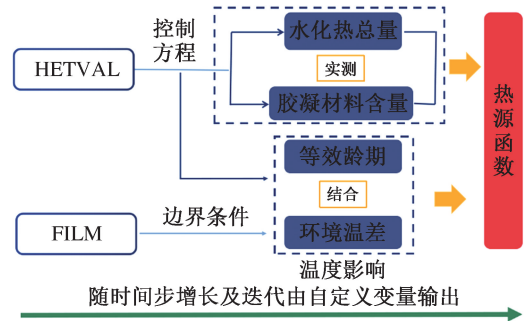 控制
方程
水化热总量
HETVAL
实测
胶凝材料含量
热源函数
等效龄期
结合
边界条件
FILM
环境温差
温度影响
随时间步增长及迭代由自定义变量输出